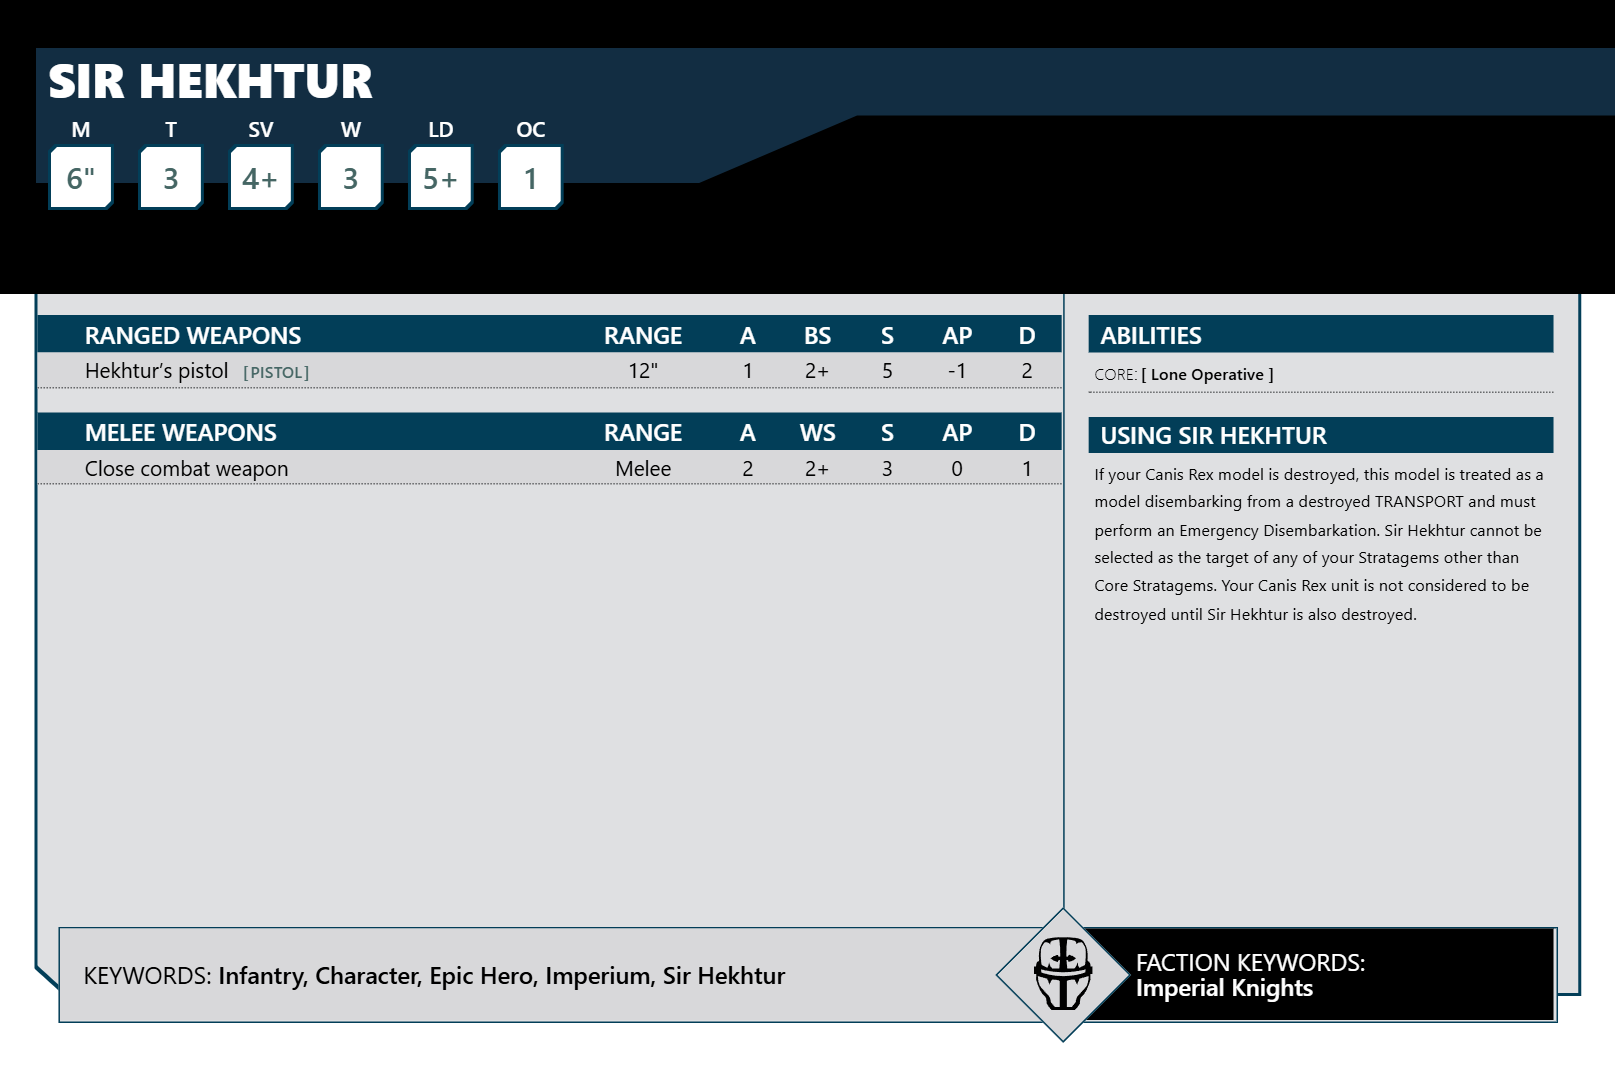 SIR HEKHTUR
M T SV W LD OC
6" 3 4+ 3 5+ 1
RANGED WEAPONS RANGE A BS S AP D
Hekhtur’s pistol [PISTOL] 12" 1 2+ 5 -1 2
MELEE WEAPONS RANGE A WS S AP D
Close combat weapon Melee 2 2+ 3 0 1
ABILITIES
CORE: [ Lone Operative ]
USING SIR HEKHTUR
If your Canis Rex model is destroyed, this model is treated as a
model disembarking from a destroyed TRANSPORT and must
perform an Emergency Disembarkation. Sir Hekhtur cannot be
selected as the target of any of your Stratagems other than
Core Stratagems. Your Canis Rex unit is not considered to be
destroyed until Sir Hekhtur is also destroyed.
KEYWORDS: Infantry, Character, Epic Hero, Imperium, Sir Hekhtur
FACTION KEYWORDS:
Imperial Knights